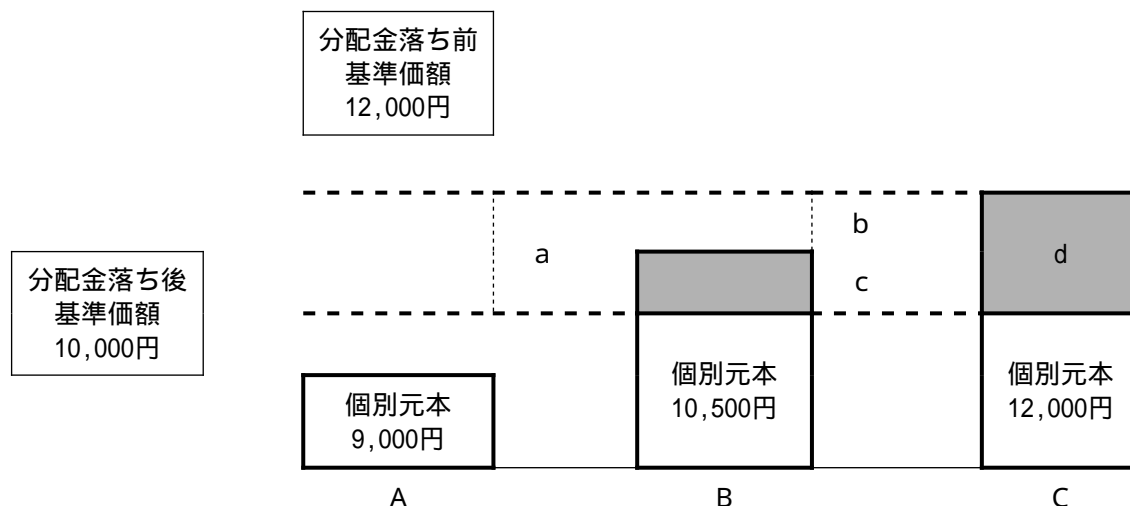 分配金落ち前
基準価額
12,000円
b
a
d
c
分配金落ち後
基準価額
10,000円
個別元本
9,000円
個別元本
10,500円
個別元本
12,000円
A
B
C